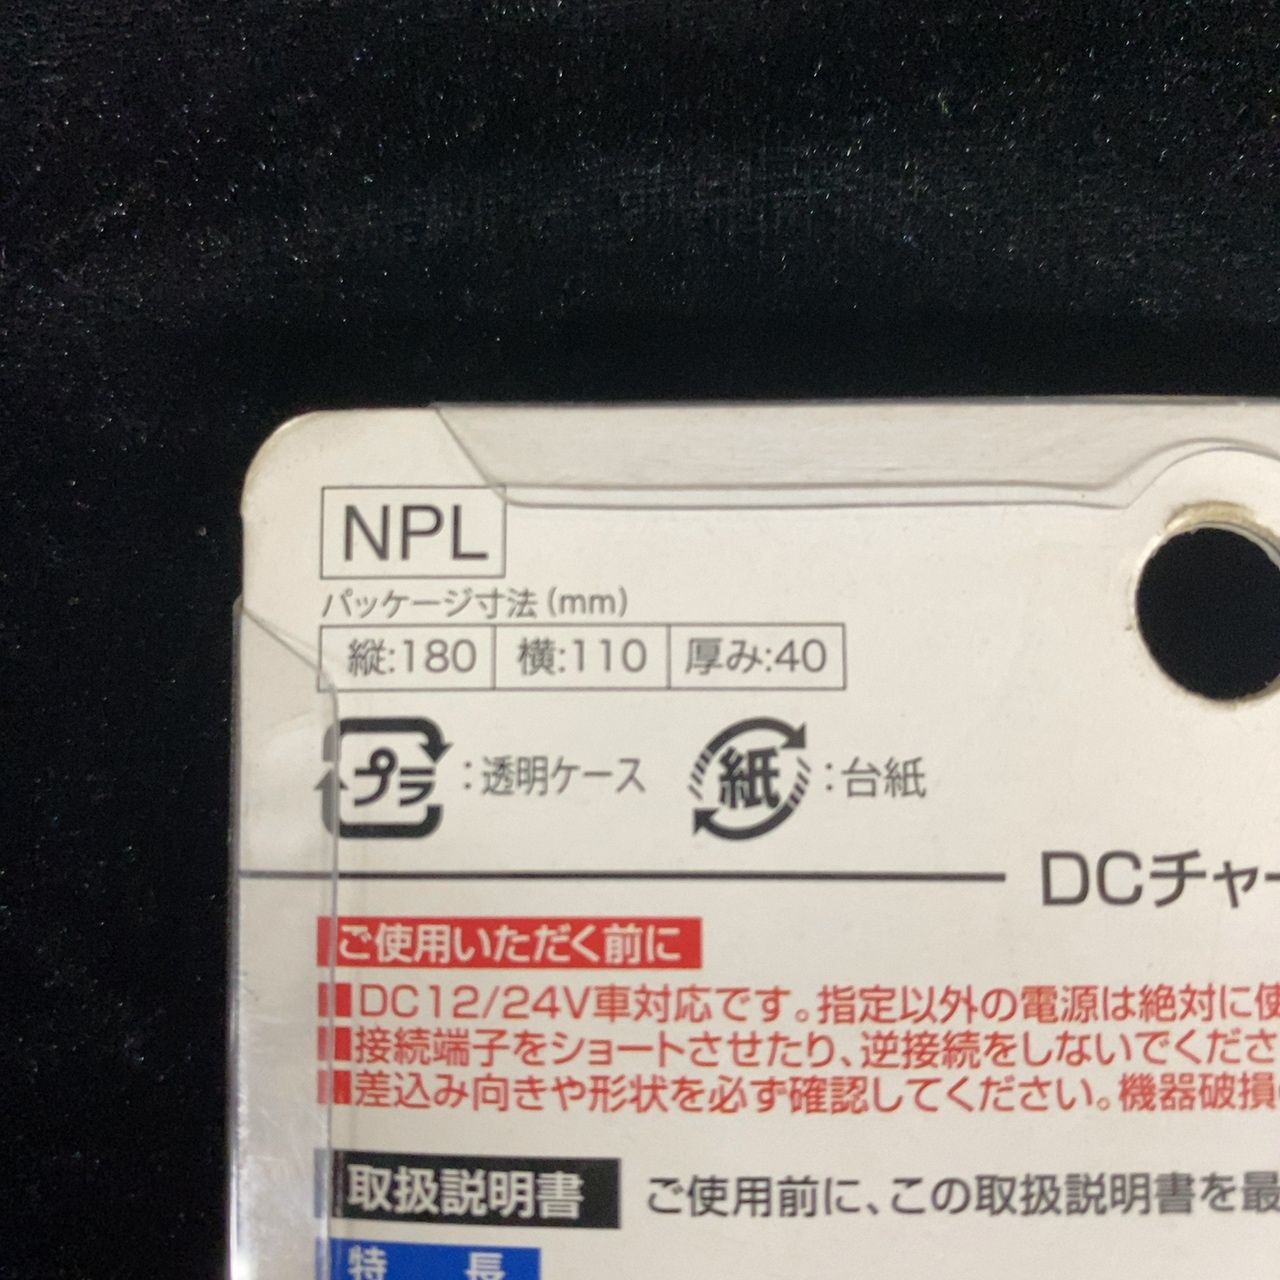 NPL
パッケージ寸法(mm)
縦:180 横:110 厚み:40
プラ :透明ケース 紙 :台紙
DCチャー
ご使用いただく前に
■DC12/24V車対応です。指定以外の電源は絶対に使
■接続端子をショートさせたり、逆接続をしないでくださ
■差込み向きや形状を必ず確認してください。機器破損
取扱説明書 ご使用前に、この取扱説明書を最
特 長